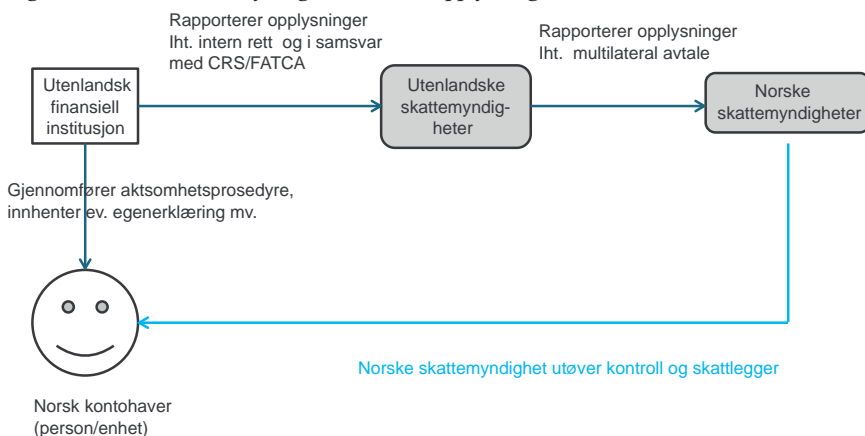 Rapporterer opplysninger
Iht. intern rett og i samsvar
med CRS/FATCA
Rapporterer opplysninger
Iht. multilateral avtale
Utenlandsk
finansiell
institusjon
Utenlandske
skattemyndig-
heter
Norske
skattemyndigheter
Gjennomfører aktsomhetsprosedyre,
innhenter ev. egenerklæring mv.
Norske skattemyndighet utøver kontroll og skattlegger
Norsk kontohaver
(person/enhet)